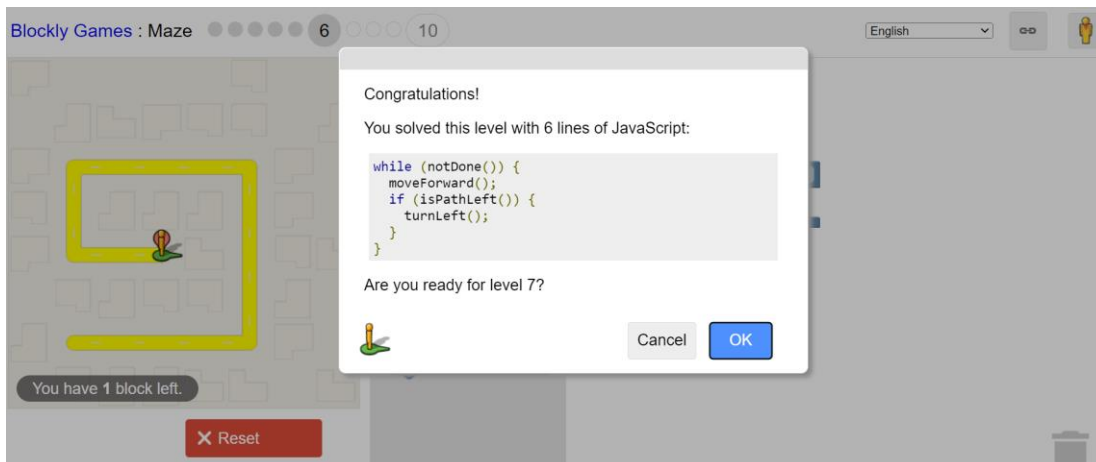 Blockly Games : Maze 6 10 English
Congratulations!
You solved this level with 6 lines of JavaScript:
while (notDone()) {
  moveForward();
  if (isPathLeft()) {
    turnLeft();
  }
}
Are you ready for level 7?
Cancel OK
You have 1 block left.
Reset